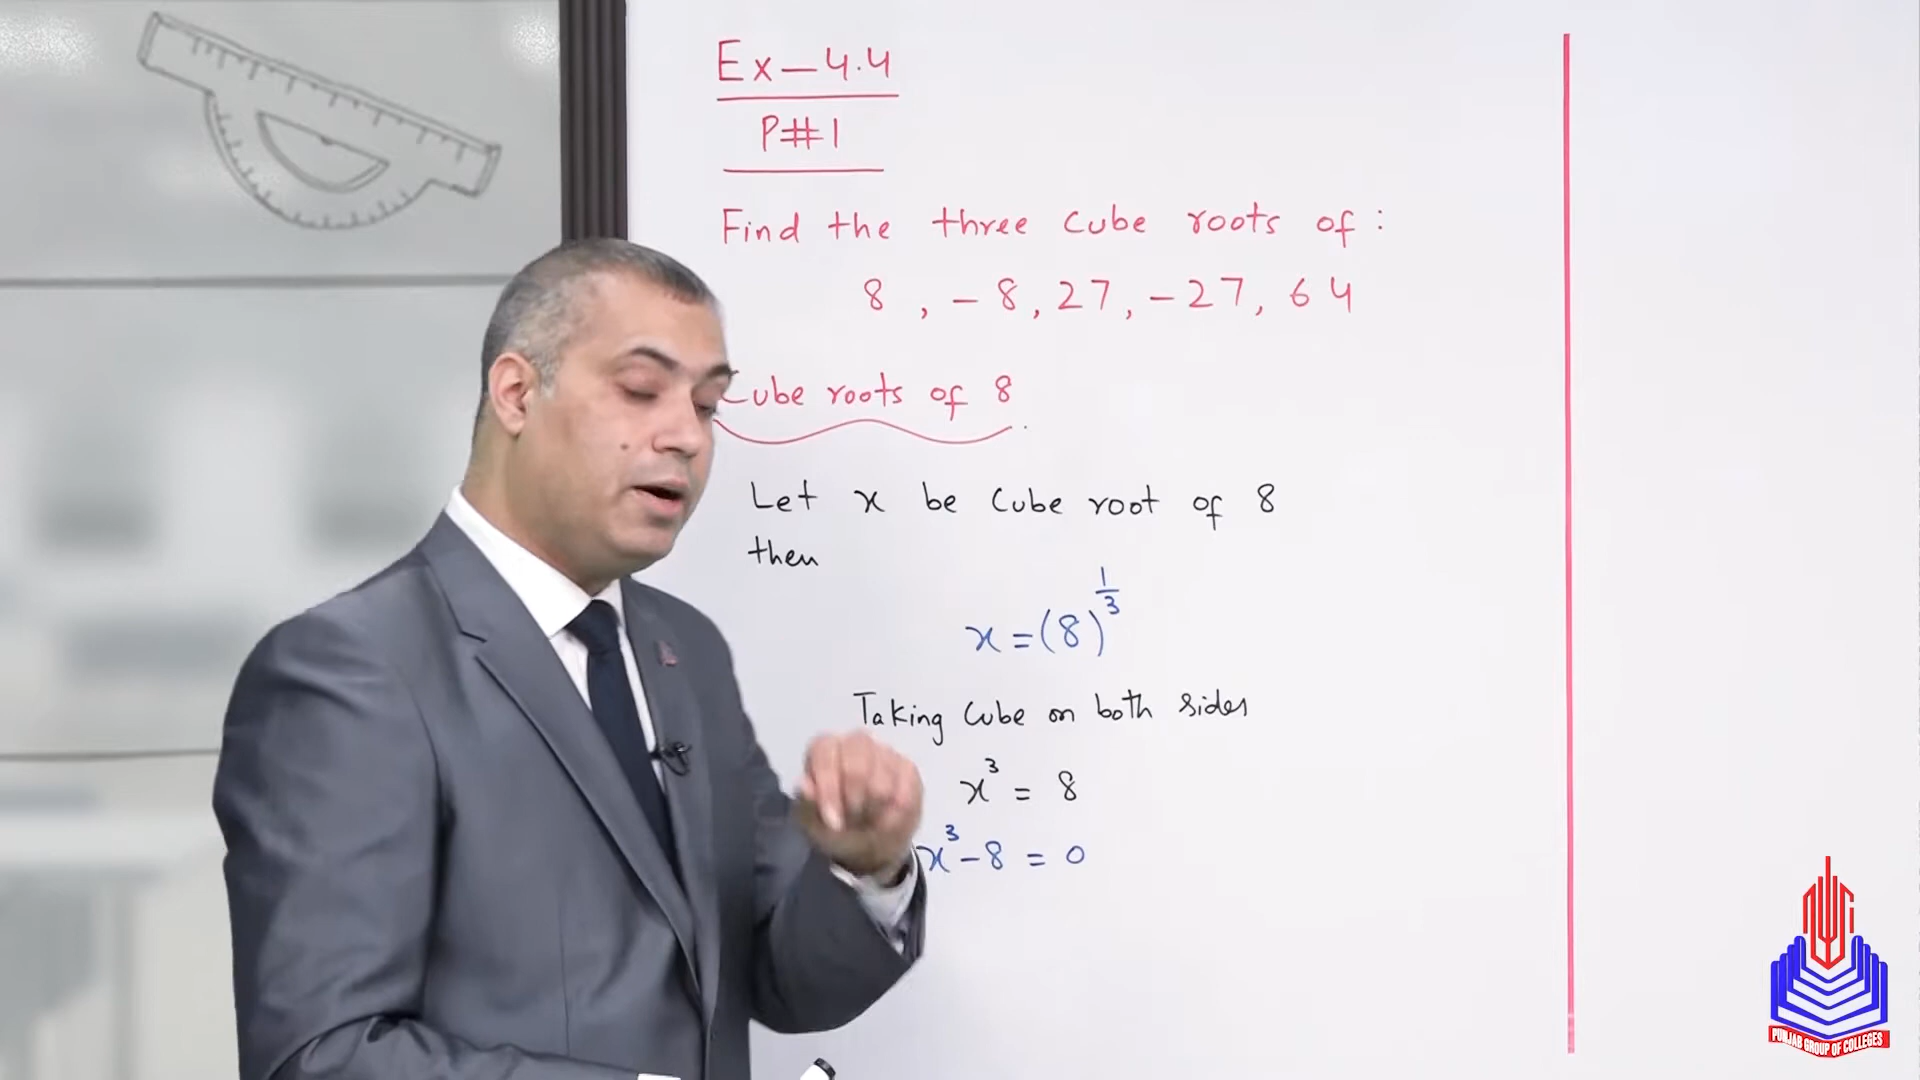 Ex-4.4
P#1
Find the three cube roots of:
8, -8, 27, -27, 64
Cube roots of 8
Let x be cube root of 8
then
x = (8)^1/3
Taking cube on both sides
x³ = 8
x³ - 8 = 0
PUNJAB GROUP OF COLLEGES